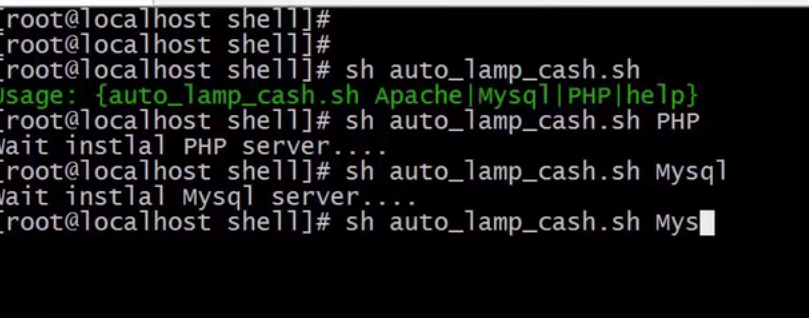 [root@localhost shell]#
[root@localhost shell]#
[root@localhost shell]# sh auto_lamp_cash.sh
Usage: {auto_lamp_cash.sh Apache|Mysql|PHP|help}
[root@localhost shell]# sh auto_lamp_cash.sh PHP
Wait instlal PHP server....
[root@localhost shell]# sh auto_lamp_cash.sh Mysql
Wait instlal Mysql server....
[root@localhost shell]# sh auto_lamp_cash.sh Mys